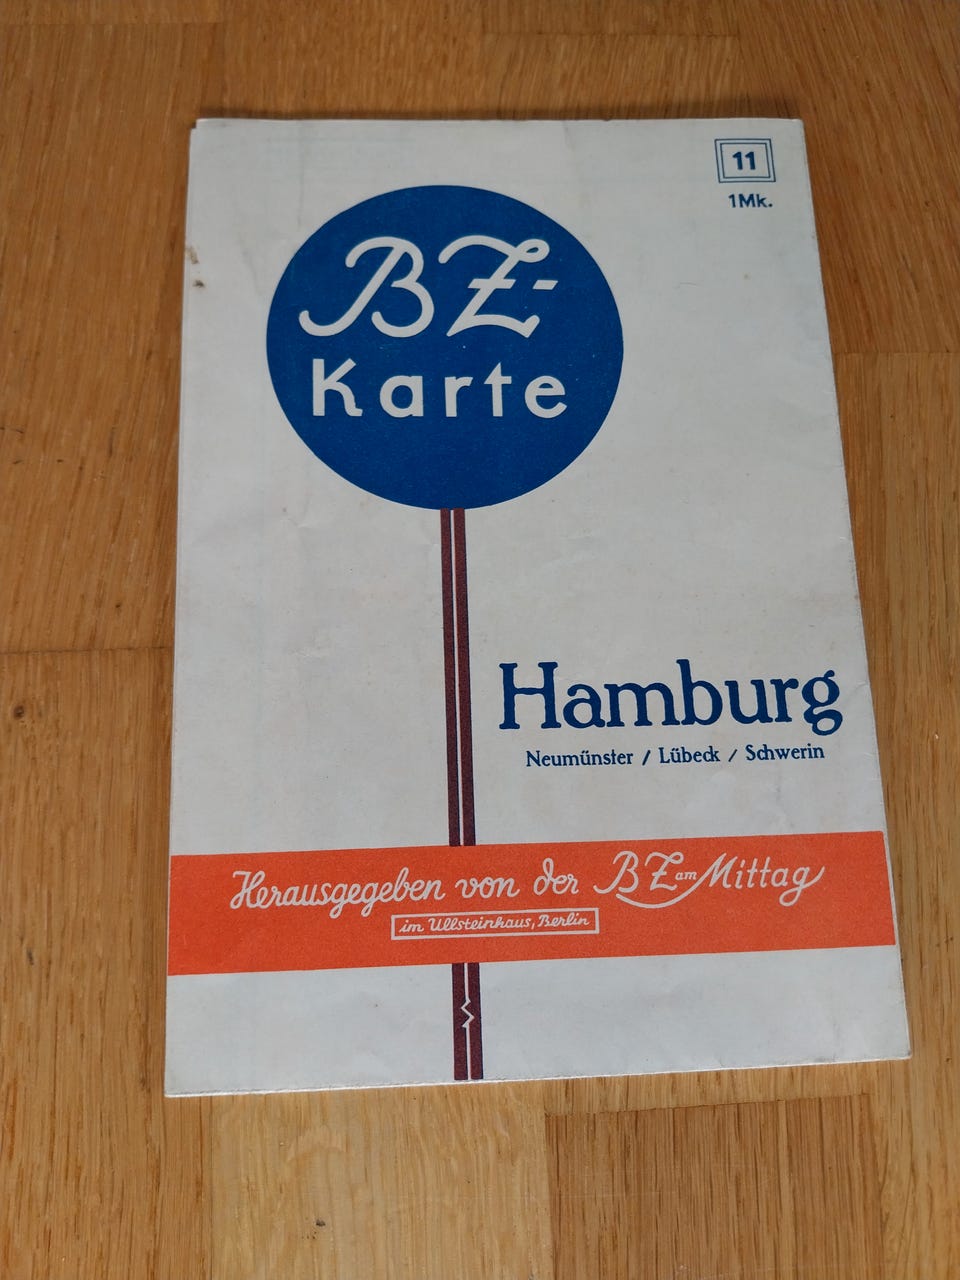 11
1Mk.
BZ-
Karte
Hamburg
Neumünster / Lübeck / Schwerin
Herausgegeben von der BZ am Mittag
im Ullsteinhaus, Berlin